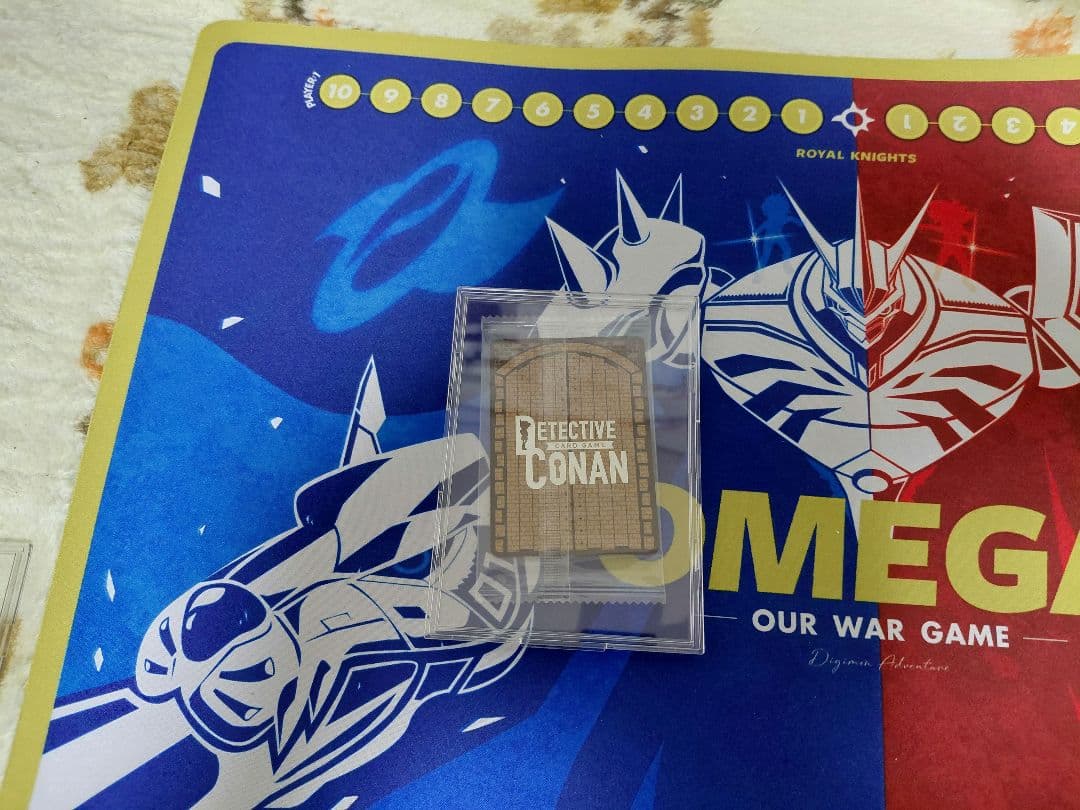 PLAYER 1
10 9 8 7 6 5 4 3 2 1 1 2 3 4
ROYAL KNIGHTS
DETECTIVE
CARD GAME
CONAN
OMEGA
OUR WAR GAME
Digimon Adventure